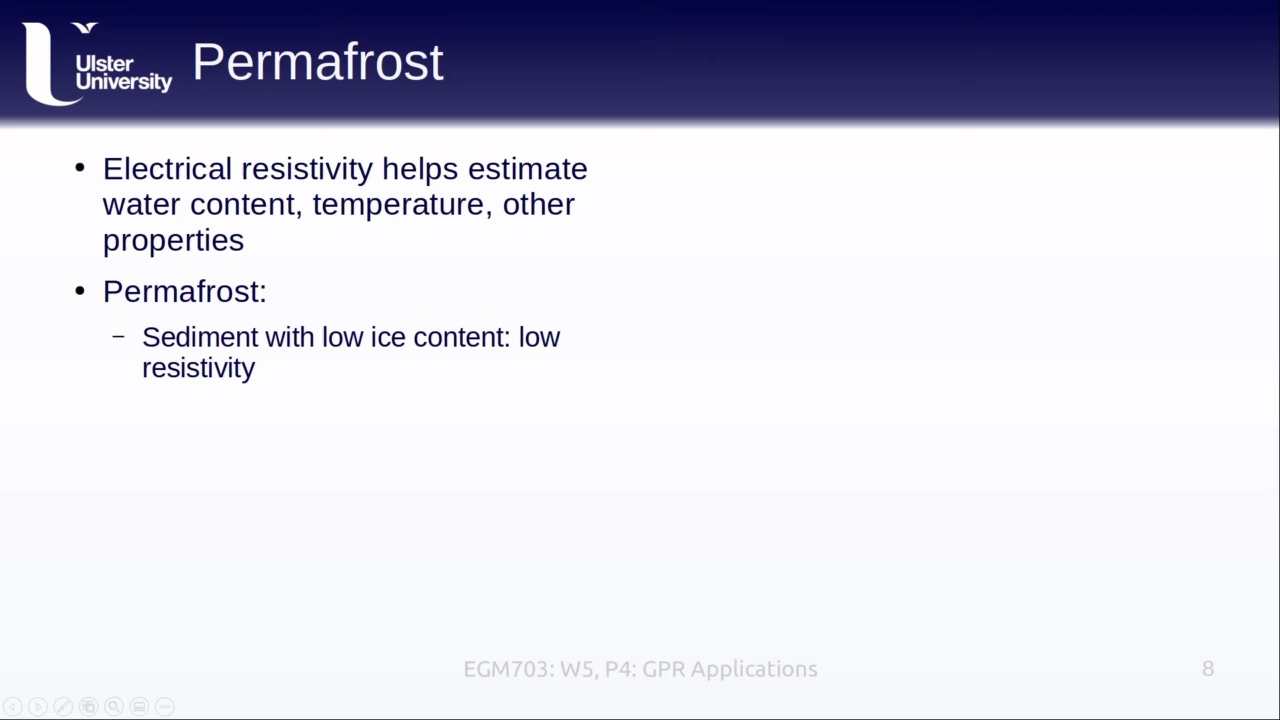 Ulster
University
Permafrost
• Electrical resistivity helps estimate
water content, temperature, other
properties
• Permafrost:
– Sediment with low ice content: low
resistivity
EGM703: W5, P4: GPR Applications
8